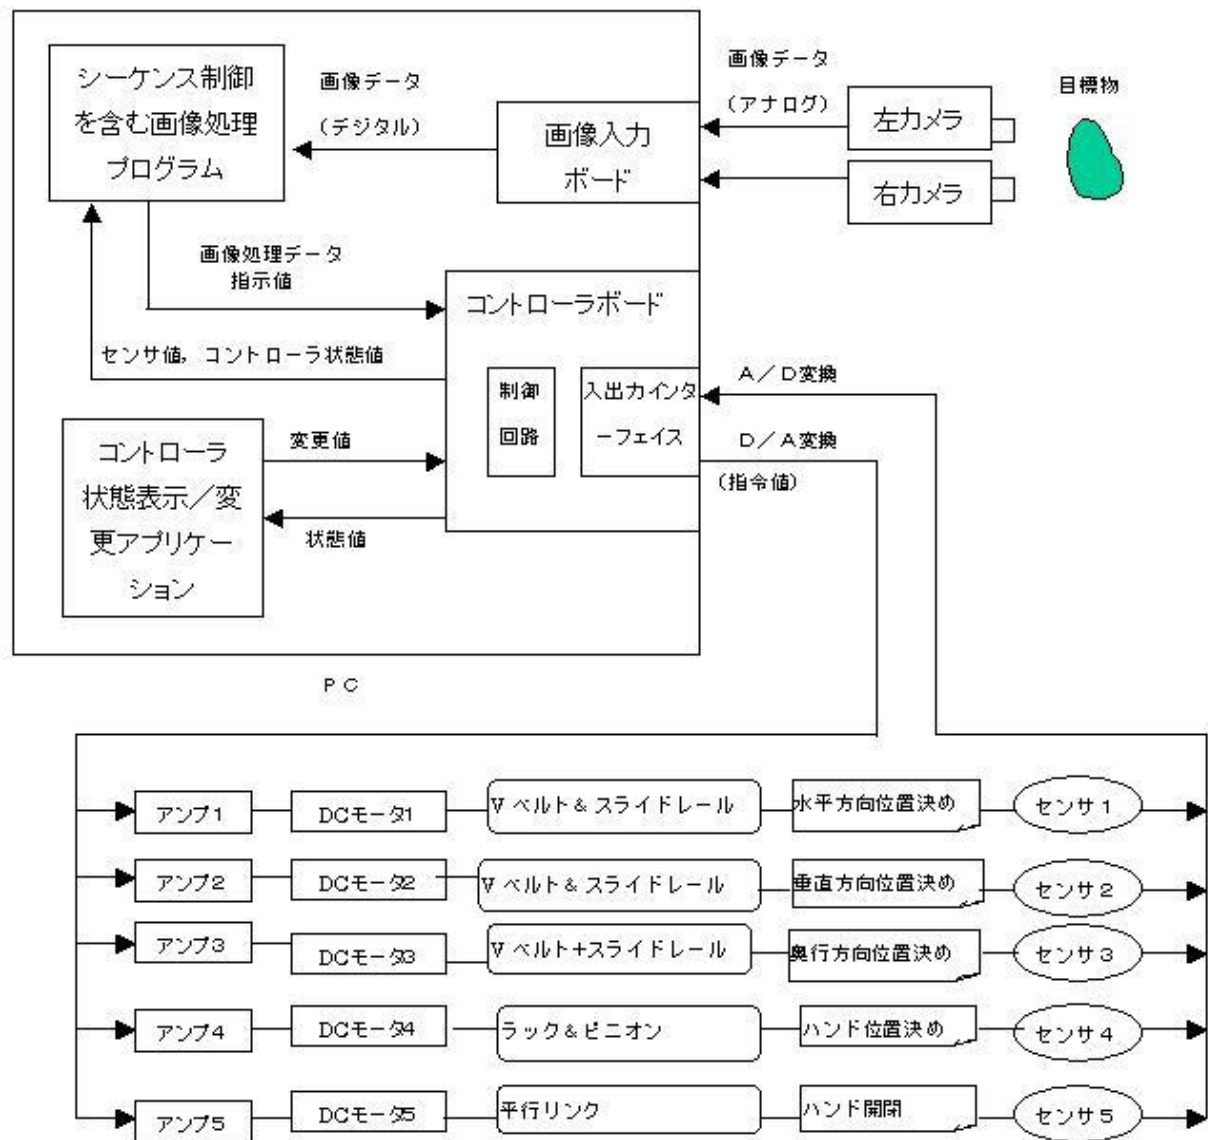 シーケンス制御
を含む画像処理
プログラム
画像データ
(デジタル)
画像入力
ボード
画像データ
(アナログ)
左カメラ
右カメラ
目標物
画像処理データ
指示値
センサ値，コントローラ状態値
コントローラボード
制御
回路
入出力インタ
ーフェイス
A／D変換
D／A変換
(指令値)
コントローラ
状態表示／変
更アプリケー
ション
変更値
状態値
PC
アンプ1
DCモータ1
Vベルト&スライドレール
水平方向位置決め
センサ1
アンプ2
DCモータ2
Vベルト&スライドレール
垂直方向位置決め
センサ2
アンプ3
DCモータ3
Vベルト+スライドレール
奥行方向位置決め
センサ3
アンプ4
DCモータ4
ラック&ピニオン
ハンド位置決め
センサ4
アンプ5
DCモータ5
平行リンク
ハンド開閉
センサ5